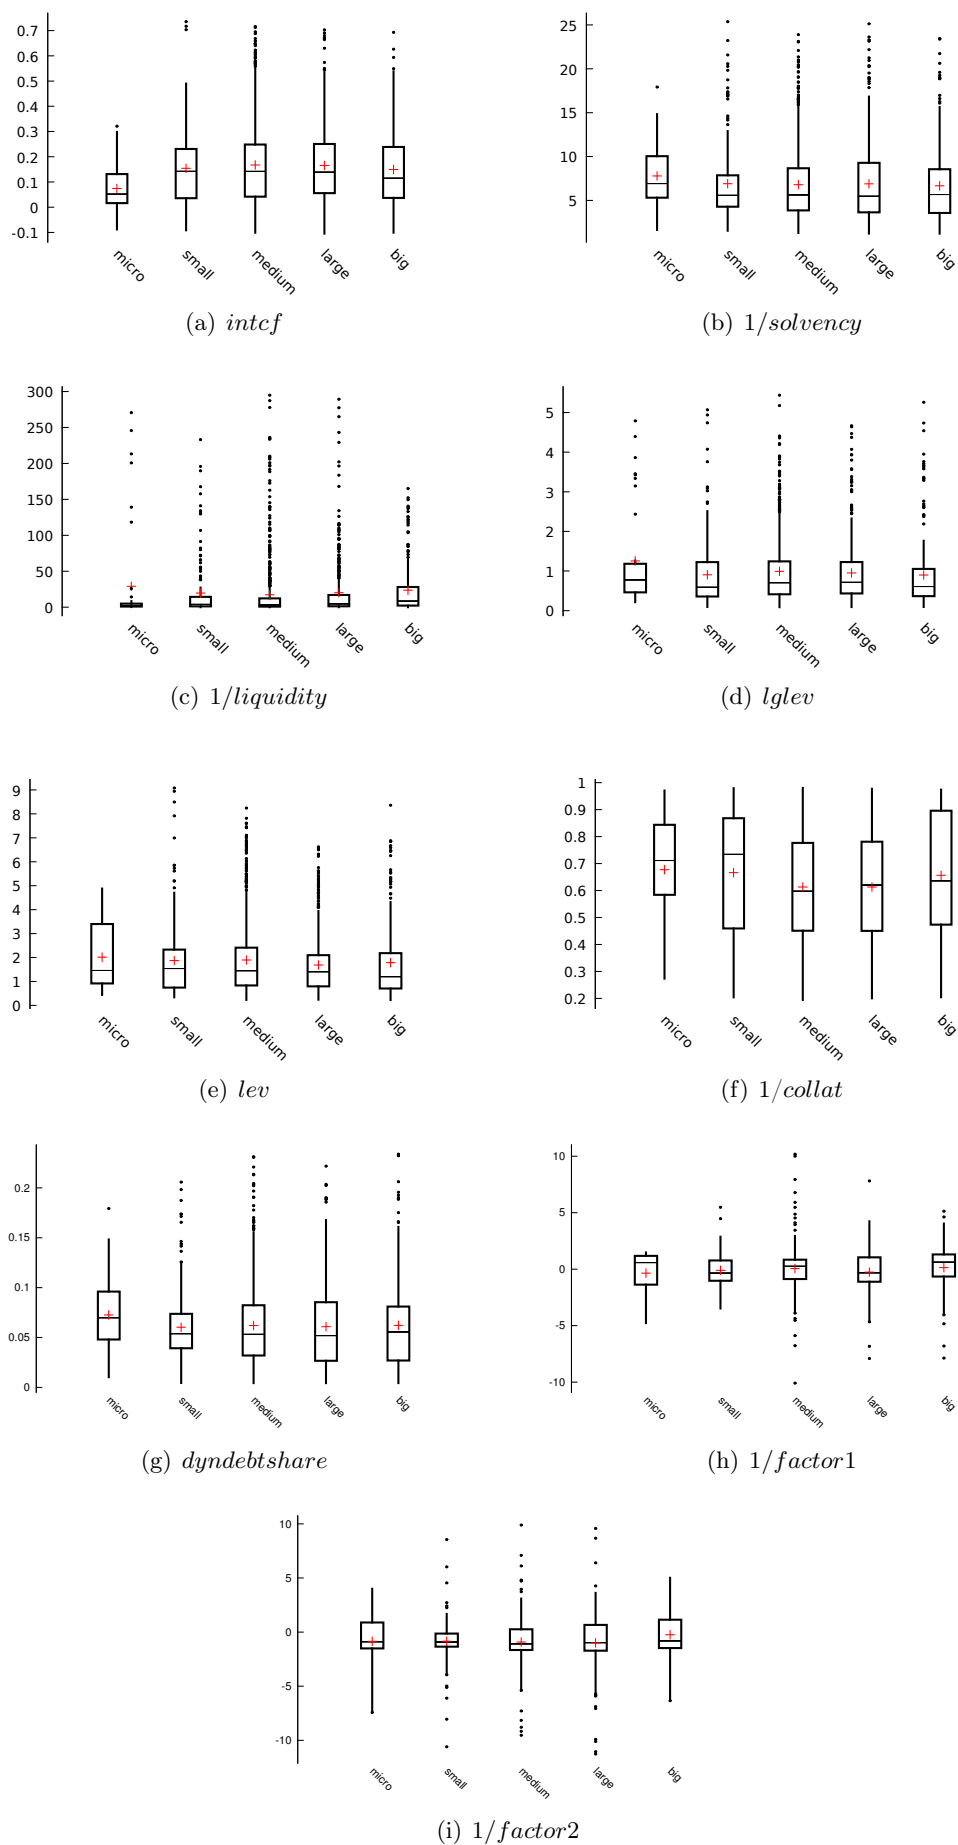 0.7
0.6
0.5
0.4
0.3
0.2
0.1
0
-0.1
micro
small
medium
large
big
(a) intcf
25
20
15
10
5
micro
small
medium
large
big
(b) 1/solvency
300
250
200
150
100
50
0
micro
small
medium
large
big
(c) 1/liquidity
5
4
3
2
1
0
micro
small
medium
large
big
(d) lglev
9
8
7
6
5
4
3
2
1
0
micro
small
medium
large
big
(e) lev
1
0.9
0.8
0.7
0.6
0.5
0.4
0.3
0.2
micro
small
medium
large
big
(f) 1/collat
0.2
0.15
0.1
0.05
0
micro
small
medium
large
big
(g) dyndebtshare
10
5
0
-5
-10
micro
small
medium
large
big
(h) 1/factor1
10
5
0
-5
-10
micro
small
medium
large
big
(i) 1/factor2